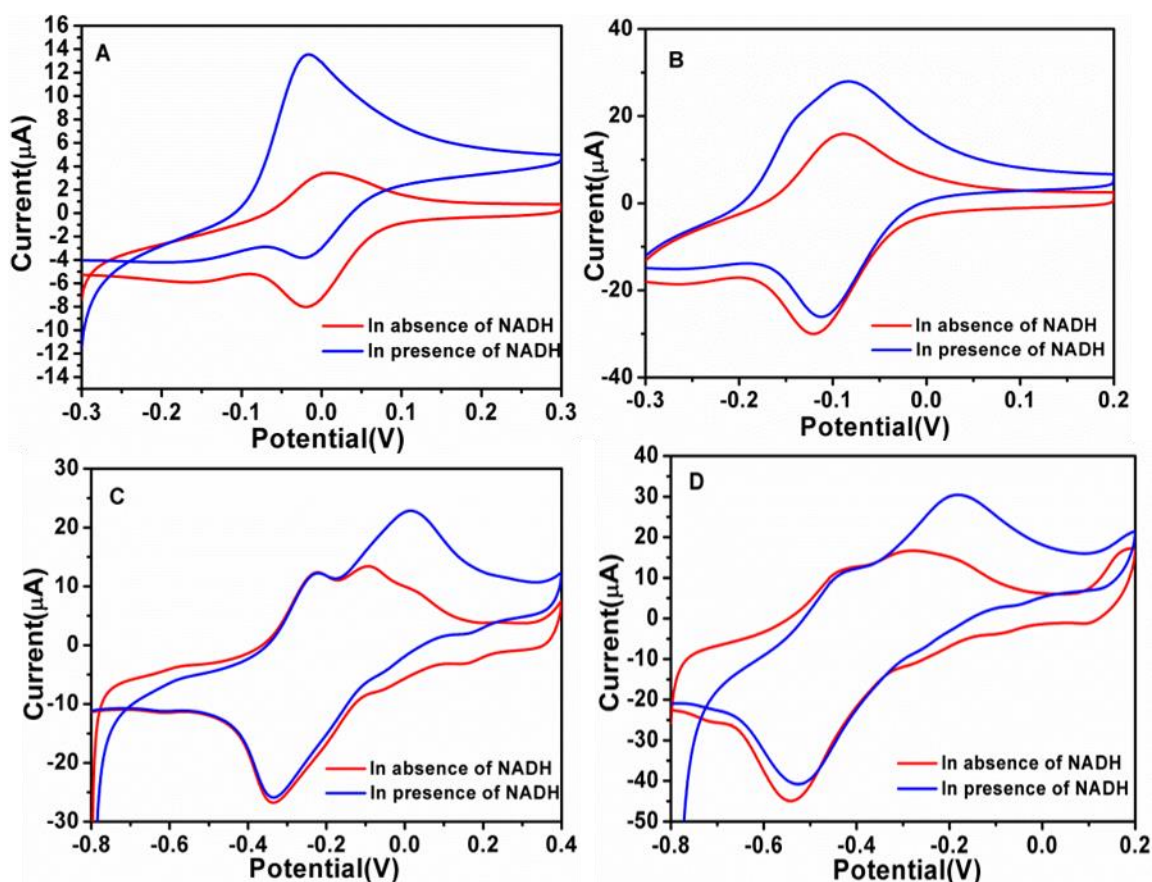 A
Current(μA)
16
14
12
10
8
6
4
2
0
-2
-4
-6
-8
-10
-12
-14
In absence of NADH
In presence of NADH
-0.3 -0.2 -0.1 0.0 0.1 0.2 0.3
Potential(V)
B
Current(μA)
40
20
0
-20
-40
In absence of NADH
In presence of NADH
-0.3 -0.2 -0.1 0.0 0.1 0.2
Potential(V)
C
Current(μA)
30
20
10
0
-10
-20
-30
In absence of NADH
In presence of NADH
-0.8 -0.6 -0.4 -0.2 0.0 0.2 0.4
Potential(V)
D
Current(μA)
40
30
20
10
0
-10
-20
-30
-40
-50
In absence of NADH
In presence of NADH
-0.8 -0.6 -0.4 -0.2 0.0 0.2
Potential(V)